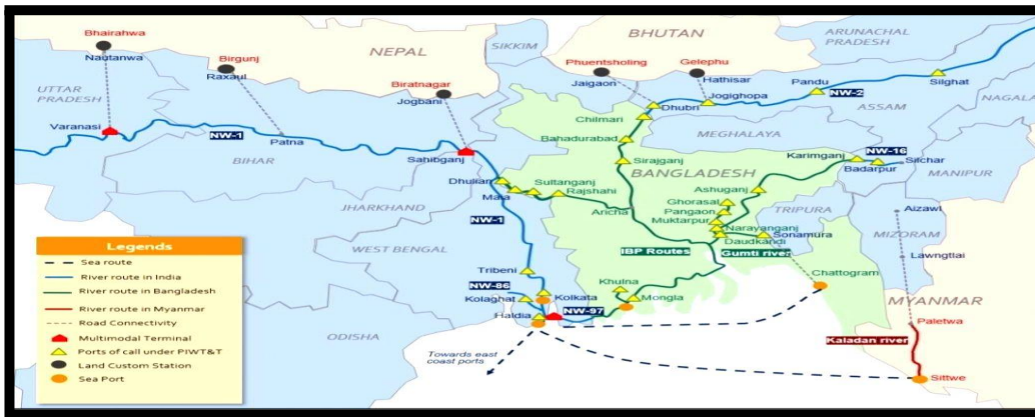 Bhairahwa
Nautanwa
Birgunj
Raxaul
NEPAL
SIKKIM
BHUTAN
ARUNACHAL
PRADESH
Phuentsholing
Jaigaon
Gelephu
Hathisar
Biratnagar
Jogbani
UTTAR
PRADESH
Varanasi
NW-1
Patna
BIHAR
Sahibganj
Dhubri
Jogighopa
Pandu
NW-2
Silghat
ASSAM
NAGALA
Chilmari
Bahadurabad
MEGHALAYA
Sirajganj
BANGLADESH
Karimganj
NW-16
Badarpur
Silchar
MANIPUR
Dhulian
Maia
Sultanganj
Rajshahi
JHARKHAND
NW-1
Aricha
Ashuganj
Ghorasal
Pangaon
Muktarpur
Narayanganj
Daudkandi
TRIPURA
Sonamura
Aizawl
MIZORAM
Lawngtlai
IBP Routes
Gumti river
Chattogram
WEST BENGAL
Tribeni
NW-86
Kolaghat
Kolkata
Haldia
NW-97
Khulna
Mongla
ODISHA
Towards east
coast ports
MYANMAR
Paletwa
Kaladan river
Sittwe
Legends
Sea route
River route in India
River route in Bangladesh
River route in Myanmar
Road Connectivity
Multimodal Terminal
Ports of call under PIWT&T
Land Custom Station
Sea Port